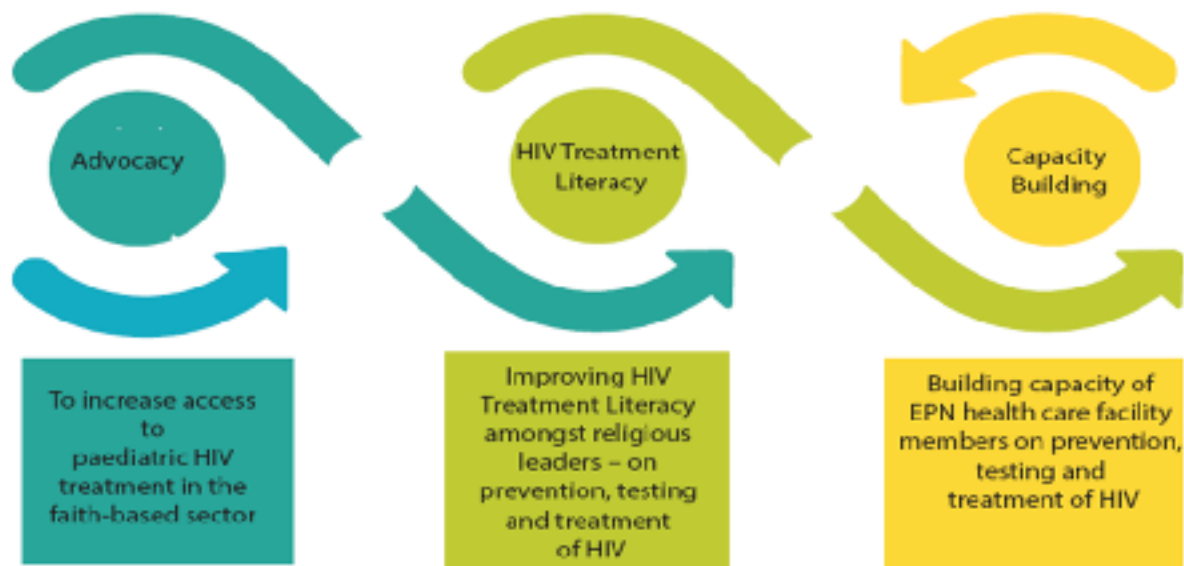 Advocacy
HIV Treatment
Literacy
Capacity
Building
To increase access
to
paediatric HIV
treatment in the
faith-based sector
Improving HIV
Treatment Literacy
amongst religious
leaders – on
prevention, testing
and treatment
of HIV
Building capacity of
EPN health care facility
members on prevention,
testing and
treatment of HIV